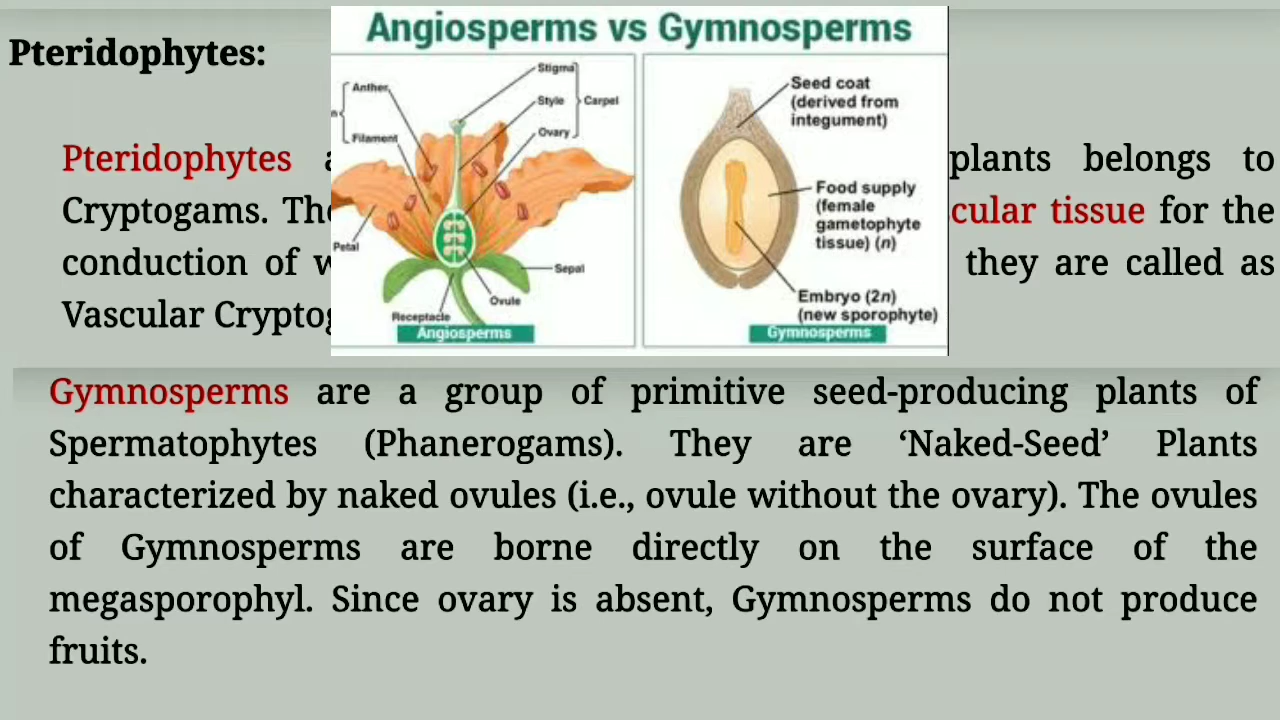 Pteridophytes:
Angiosperms vs Gymnosperms
Anther
Filament
Stigma
Style
Ovary
Carpel
Petal
Sepal
Ovule
Receptacle
Angiosperms
Seed coat
(derived from
integument)
Food supply
(female
gametophyte
tissue) (n)
Embryo (2n)
(new sporophyte)
Gymnosperms
Pteridophytes plants belongs to
Cryptogams. tissue for the
conduction of they are called as
Vascular
Gymnosperms are a group of primitive seed-producing plants of
Spermatophytes (Phanerogams). They are ‘Naked-Seed’ Plants
characterized by naked ovules (i.e., ovule without the ovary). The ovules
of Gymnosperms are borne directly on the surface of the
megasporophyl. Since ovary is absent, Gymnosperms do not produce
fruits.